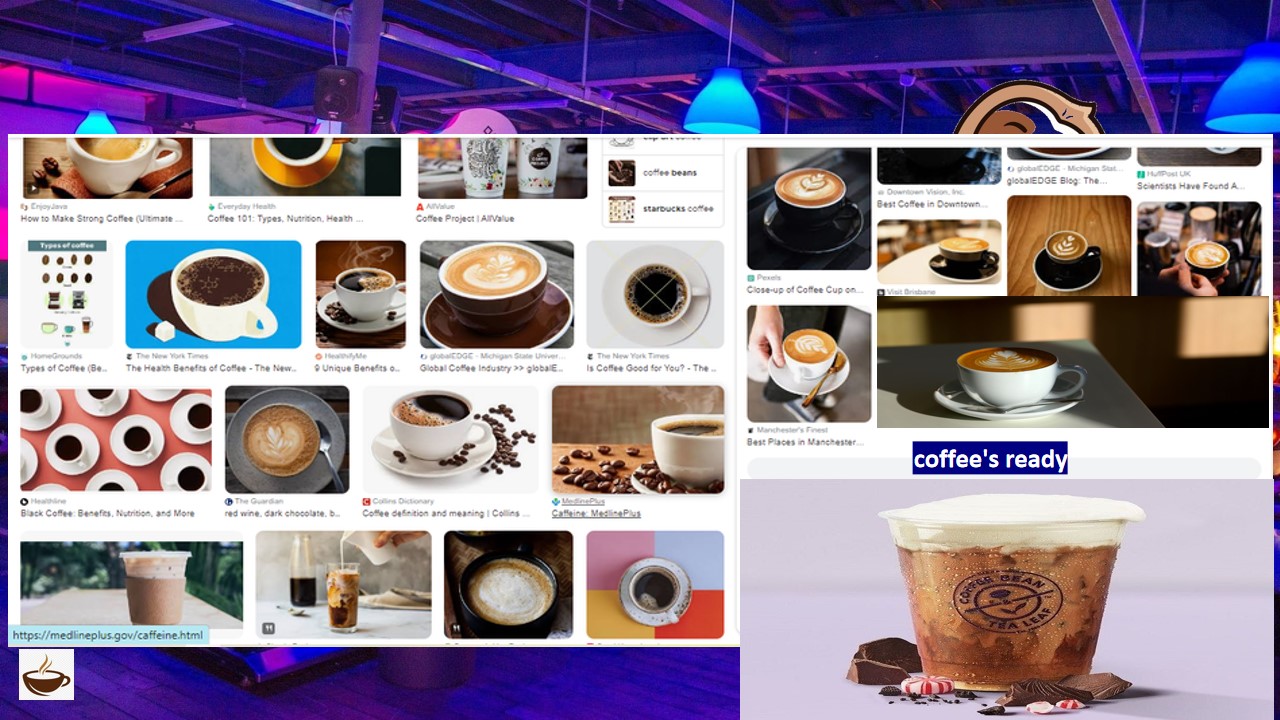 EnjoyJava
How to Make Strong Coffee (Ultimate ...
Everyday Health
Coffee 101: Types, Nutrition, Health ...
AllValue
Coffee Project | AllValue
coffee beans
starbucks coffee
Types of coffee
HomeGrounds
Types of Coffee (Be...
The New York Times
The Health Benefits of Coffee - The New...
HealthifyMe
9 Unique Benefits o...
globalEDGE - Michigan State Univer...
Global Coffee Industry >> globalE...
The New York Times
Is Coffee Good for You? - The ...
Healthline
Black Coffee: Benefits, Nutrition, and More
The Guardian
red wine, dark chocolate, b...
Collins Dictionary
Coffee definition and meaning | Collins ...
MedlinePlus
Caffeine: MedlinePlus
https://medlineplus.gov/caffeine.html
Pexels
Close-up of Coffee Cup on...
Downtown Vision, Inc.
Best Coffee in Downtown...
globalEDGE - Michigan Stat...
globalEDGE Blog: The...
HuffPost UK
Scientists Have Found A...
Visit Brisbane
Manchester's Finest
Best Places in Manchester...
coffee's ready
COFFEE BEAN
TEA LEAF